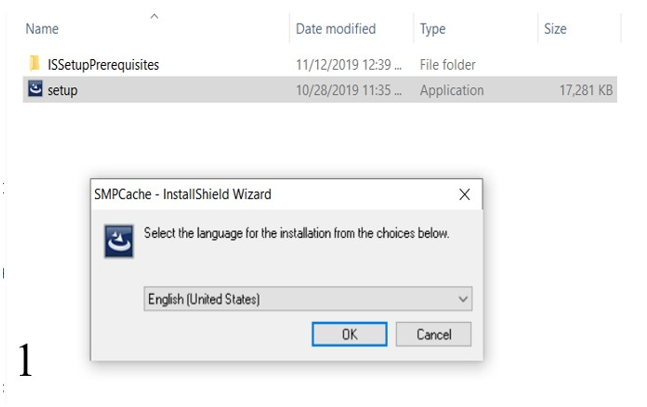 Name Date modified Type Size
ISSetupPrerequisites 11/12/2019 12:39 ... File folder
setup 10/28/2019 11:35 ... Application 17,281 KB
SMPCache - InstallShield Wizard
Select the language for the installation from the choices below.
English (United States)
OK Cancel
1